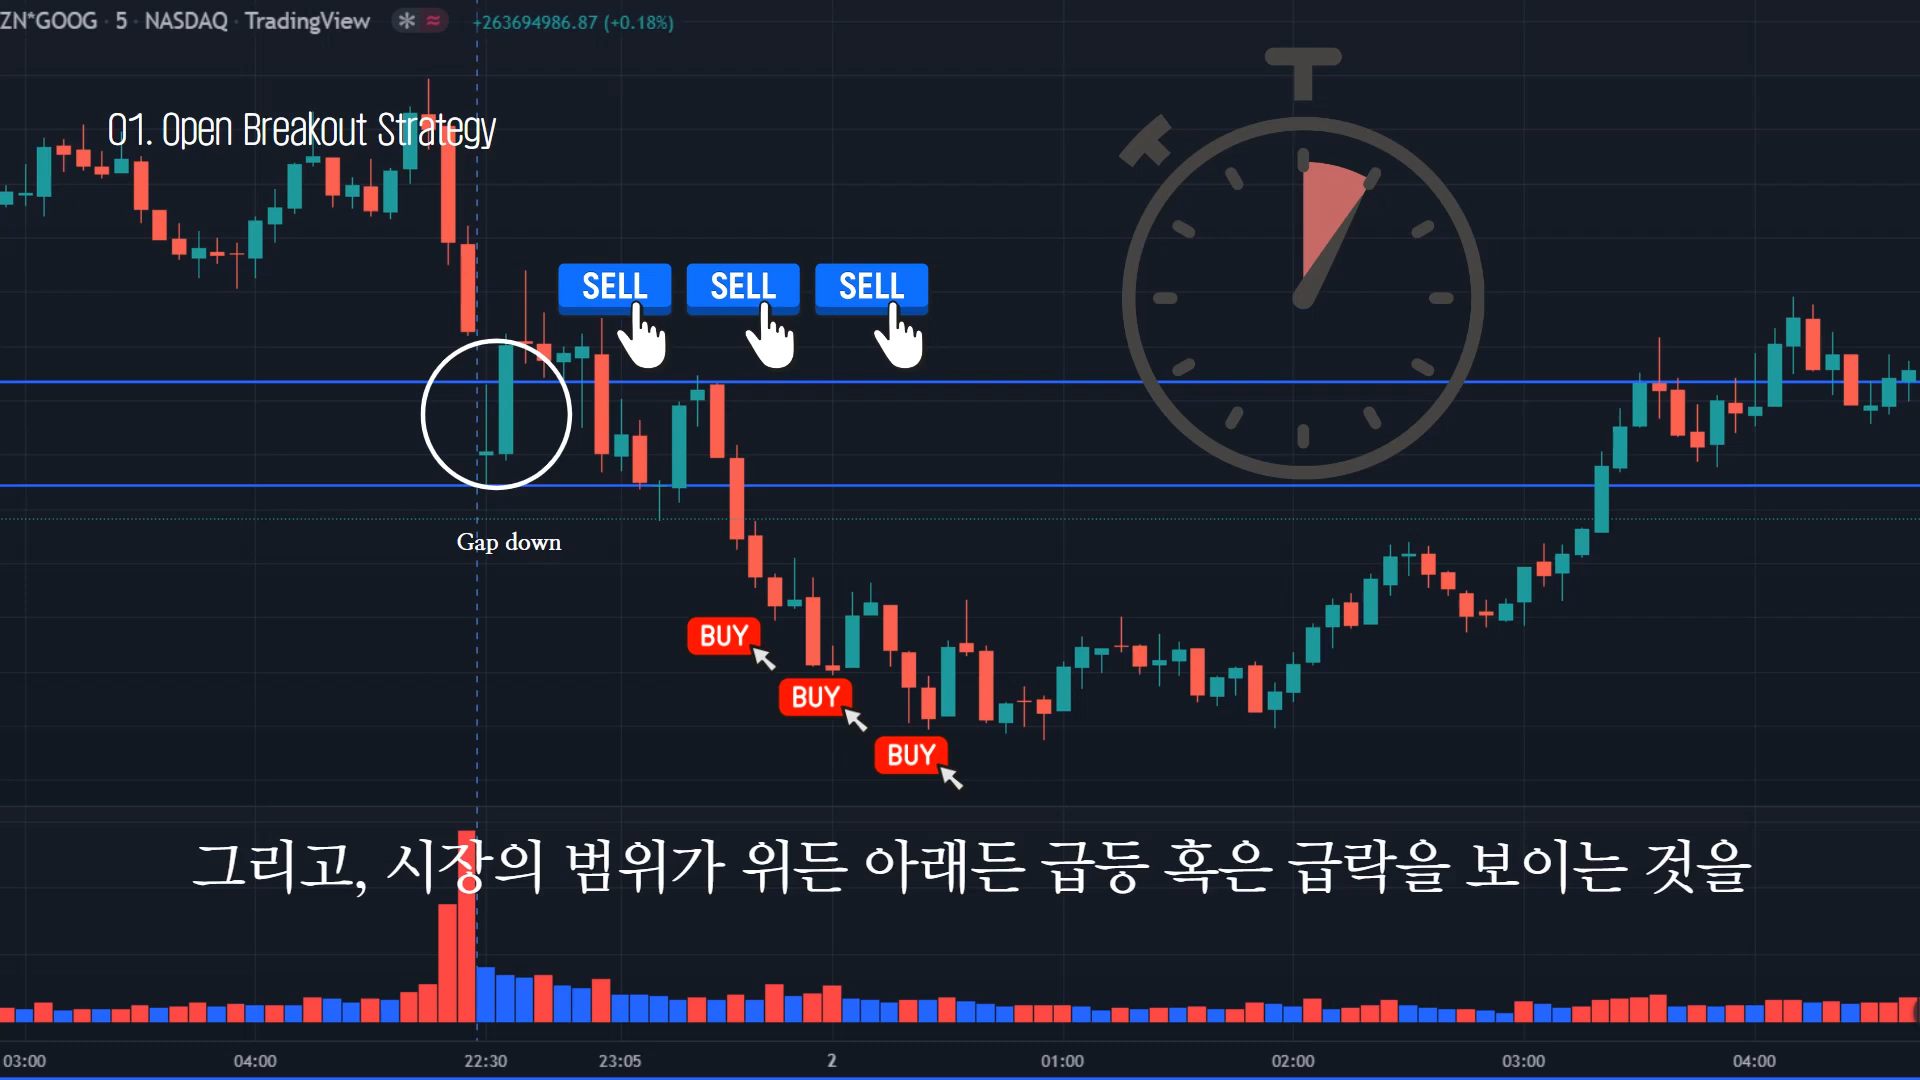 ZN*GOOG · 5 · NASDAQ TradingView
+263694986.87 (+0.18%)
01. Open Breakout Strategy
SELL SELL SELL
Gap down
BUY
BUY
BUY
그리고, 시장의 범위가 위든 아래든 급등 혹은 급락을 보이는 것을
03:00 04:00 22:30 23:05 2 01:00 02:00 03:00 04:00